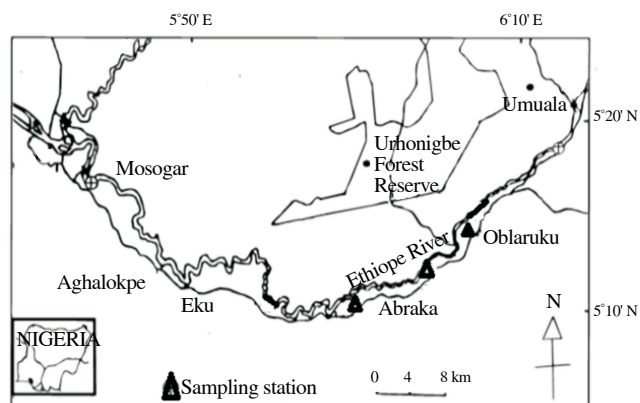 5°50' E
6°10' E
Umuala
5°20' N
Urhonigbe
Forest
Reserve
Mosogar
Oblaruku
Ethiope River
Aghalokpe
Eku
Abraka
5°10' N
N
NIGERIA
Sampling station
0 4 8 km